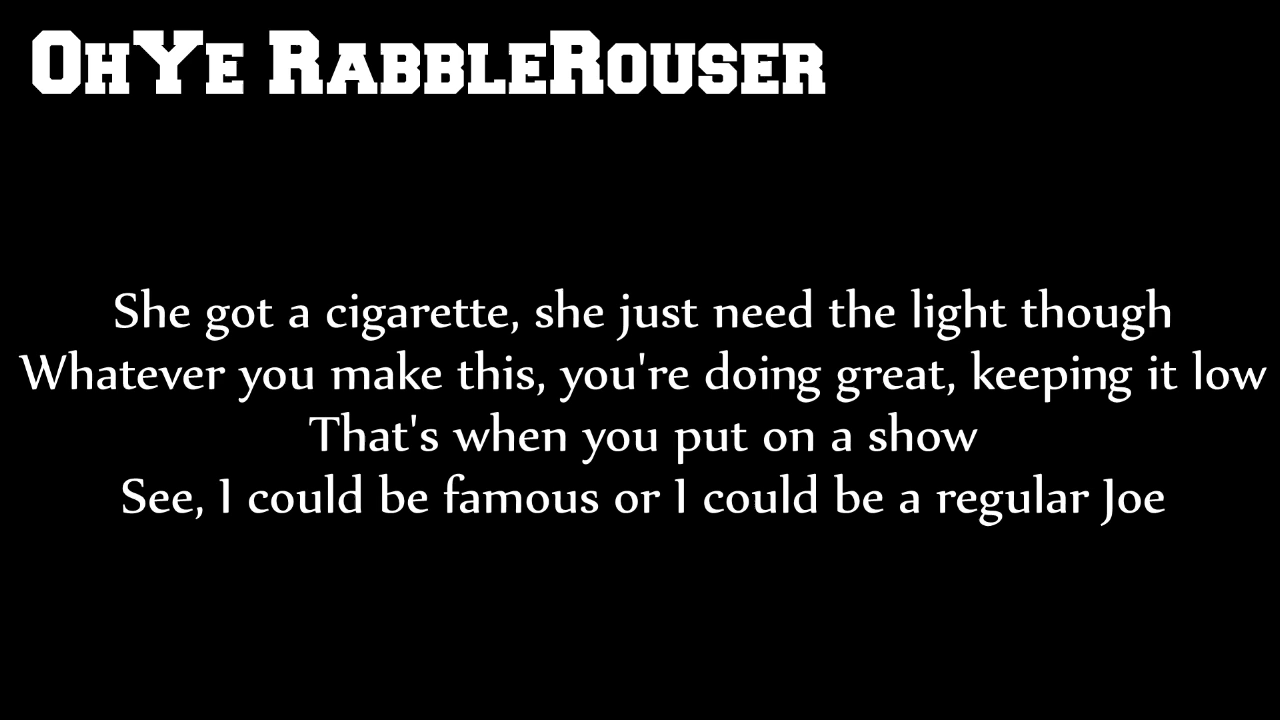 OhYe RabbleRouser
She got a cigarette, she just need the light though
Whatever you make this, you're doing great, keeping it low
That's when you put on a show
See, I could be famous or I could be a regular Joe